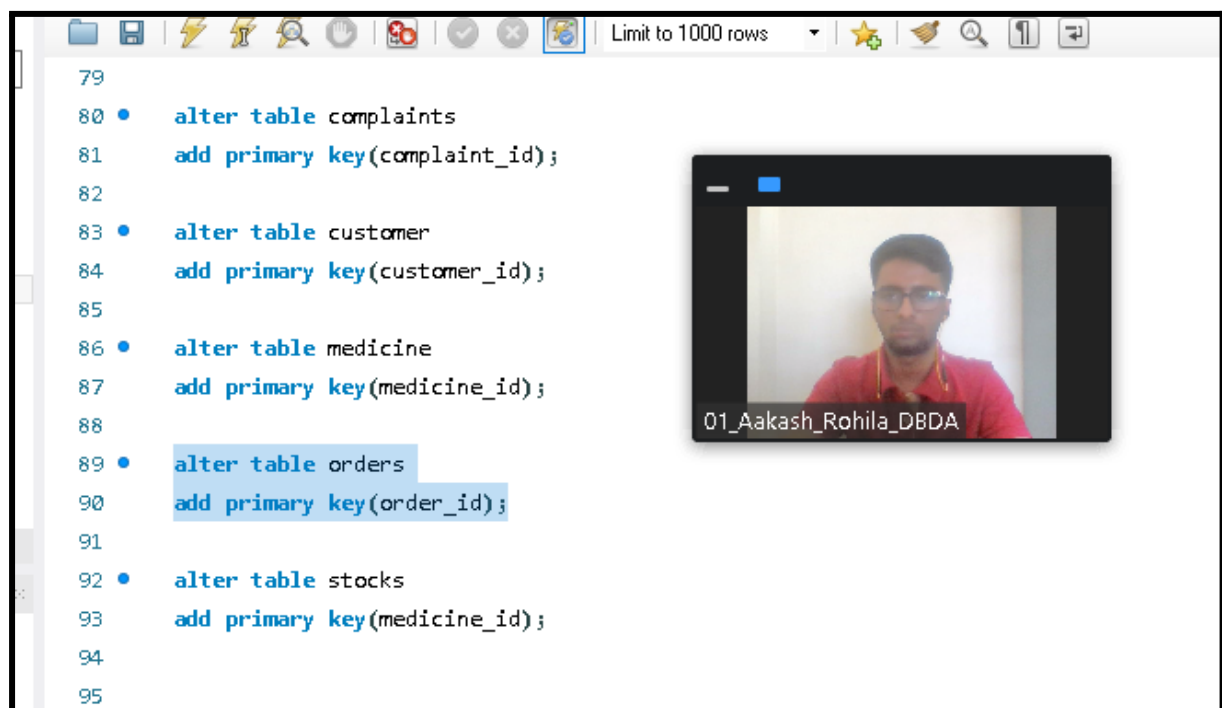 Limit to 1000 rows
79
80 alter table complaints
81 add primary key(complaint_id);
82
83 alter table customer
84 add primary key(customer_id);
85
86 alter table medicine
87 add primary key(medicine_id);
88
01_Aakash_Rohila_DBDA
89 alter table orders
90 add primary key(order_id);
91
92 alter table stocks
93 add primary key(medicine_id);
94
95